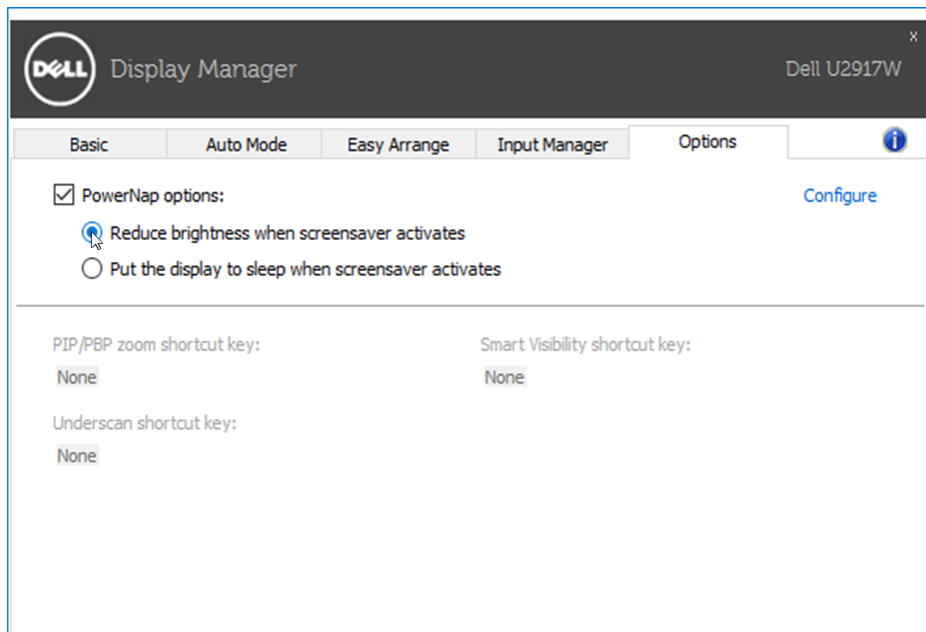 x
DELL Display Manager Dell U2917W
Basic Auto Mode Easy Arrange Input Manager Options i
PowerNap options: Configure
Reduce brightness when screensaver activates
Put the display to sleep when screensaver activates
PIP/PBP zoom shortcut key: Smart Visibility shortcut key:
None None
Underscan shortcut key:
None